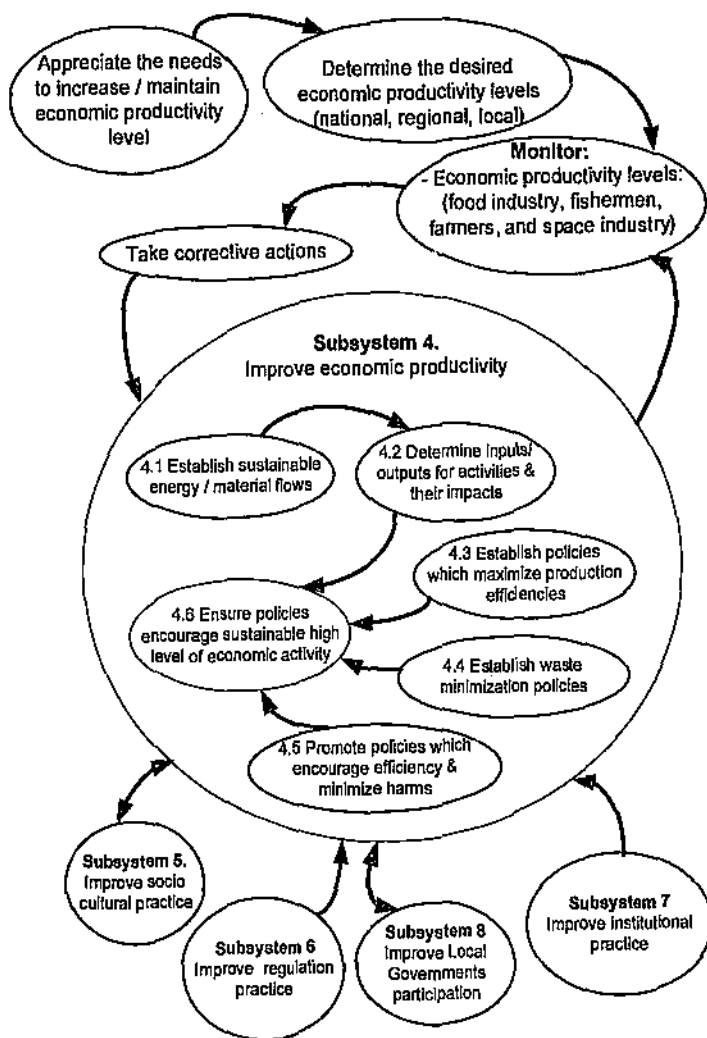 Appreciate the needs
to increase / maintain
economic productivity
level
Determine the desired
economic productivity levels
(national, regional, local)
Monitor:
- Economic productivity levels:
(food industry, fishermen,
farmers, and space industry)
Take corrective actions
Subsystem 4.
Improve economic productivity
4.1 Establish sustainable
energy / material flows
4.2 Determine inputs/
outputs for activities &
their impacts
4.3 Establish policies
which maximize production
efficiencies
4.6 Ensure policies
encourage sustainable high
level of economic activity
4.4 Establish waste
minimization policies
4.5 Promote policies which
encourage efficiency &
minimize harms
Subsystem 5.
Improve socio
cultural practice
Subsystem 6
Improve regulation
practice
Subsystem 8
Improve Local
Governments
participation
Subsystem 7
Improve institutional
practice